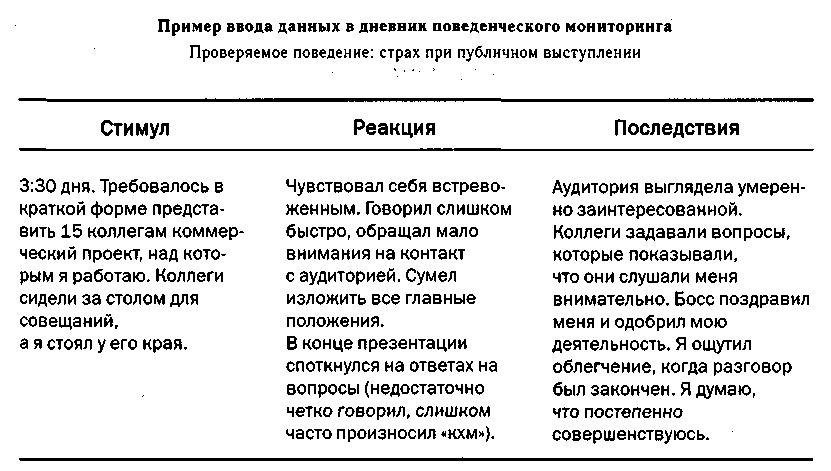 Пример ввода данных в дневник поведенческого мониторинга
Проверяемое поведение: страх при публичном выступлении
Стимул
Реакция
Последствия
3:30 дня. Требовалось в
краткой форме предста-
вить 15 коллегам коммер-
ческий проект, над кото-
рым я работаю. Коллеги
сидели за столом для
совещаний,
а я стоял у его края.
Чувствовал себя встрево-
женным. Говорил слишком
быстро, обращал мало
внимания на контакт
с аудиторией. Сумел
изложить все главные
положения.
В конце презентации
споткнулся на ответах на
вопросы (недостаточно
четко говорил, слишком
часто произносил «кхм»).
Аудитория выглядела умерен-
но заинтересованной.
Коллеги задавали вопросы,
которые показывали,
что они слушали меня
внимательно. Босс поздравил
меня и одобрил мою
деятельность. Я ощутил
облегчение, когда разговор
был закончен. Я думаю,
что постепенно
совершенствуюсь.